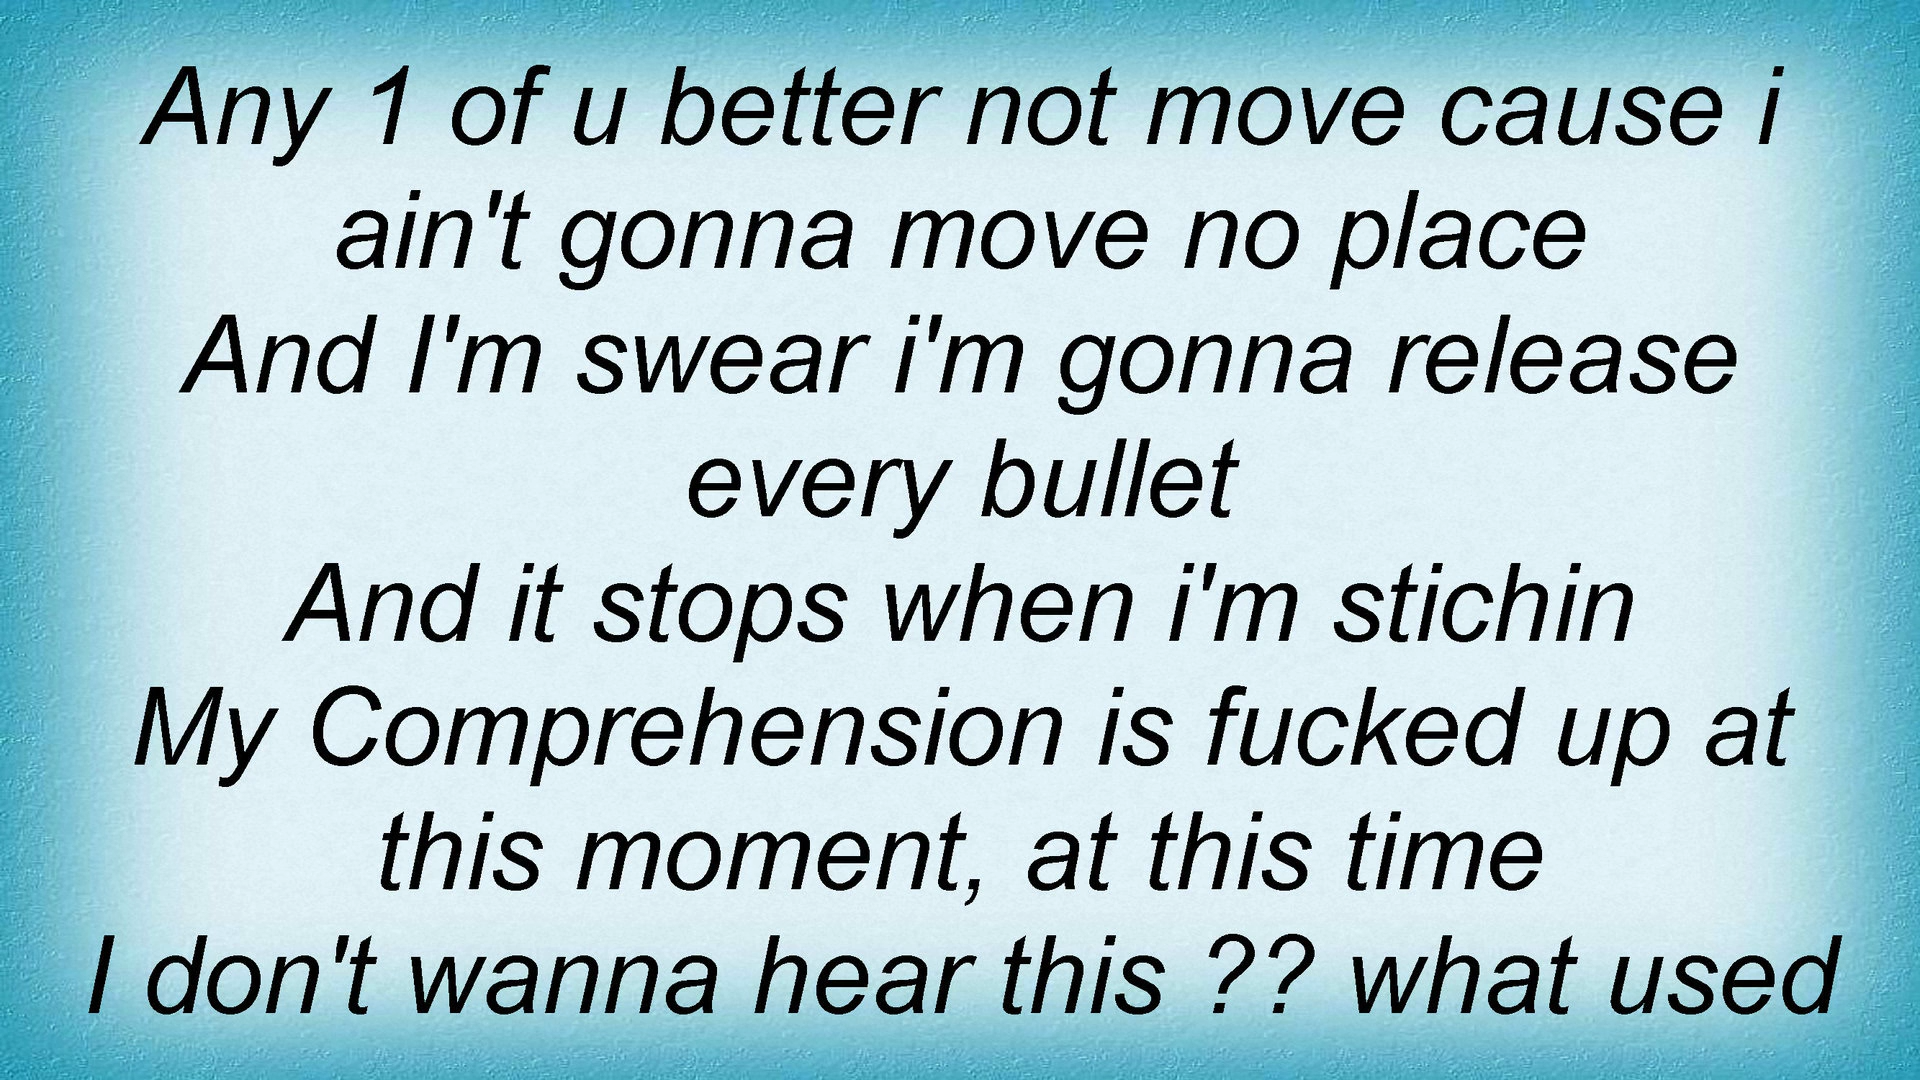 Any 1 of u better not move cause i
ain't gonna move no place
And I'm swear i'm gonna release
every bullet
And it stops when i'm stichin
My Comprehension is fucked up at
this moment, at this time
I don't wanna hear this ?? what used